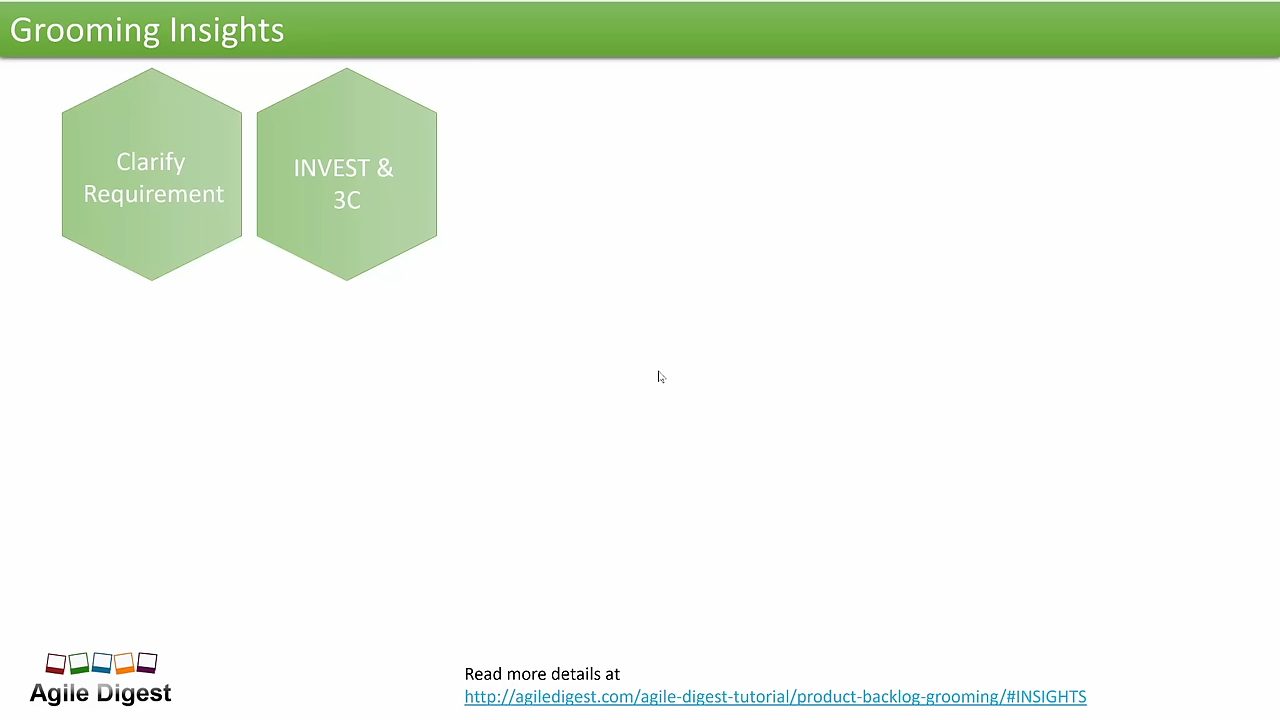 Grooming Insights
Clarify
Requirement
INVEST &
3C
Read more details at
http://agiledigest.com/agile-digest-tutorial/product-backlog-grooming/#INSIGHTS
Agile Digest